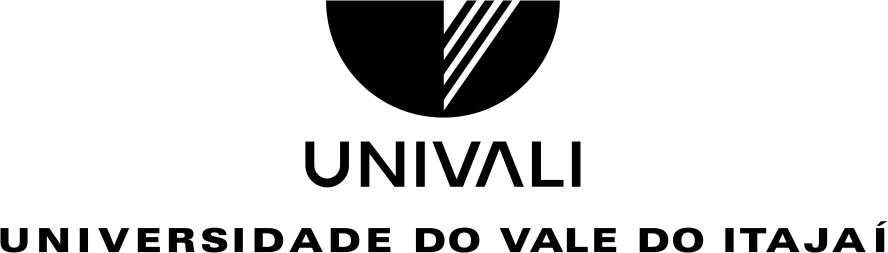 UNIVALI
UNIVERSIDADE DO VALE DO ITAJAÍ